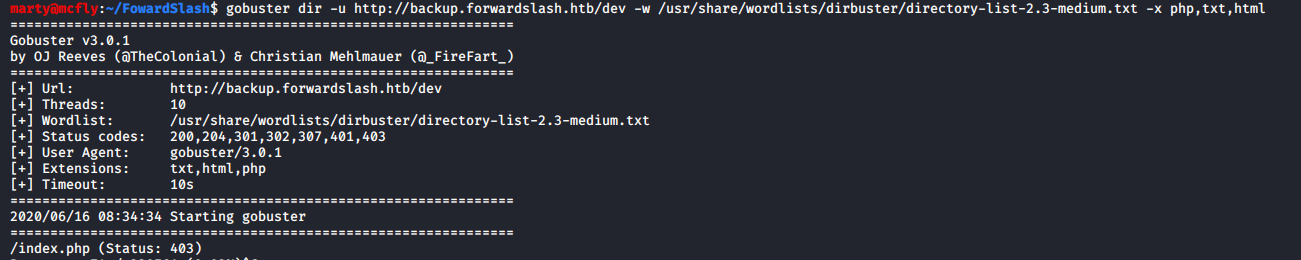 marty@mcfly:~/FowardSlash$ gobuster dir -u http://backup.forwardslash.htb/dev -w /usr/share/wordlists/dirbuster/directory-list-2.3-medium.txt -x php,txt,html
===============================================================
Gobuster v3.0.1
by OJ Reeves (@TheColonial) & Christian Mehlmauer (@_FireFart_)
===============================================================
[+] Url:            http://backup.forwardslash.htb/dev
[+] Threads:        10
[+] Wordlist:       /usr/share/wordlists/dirbuster/directory-list-2.3-medium.txt
[+] Status codes:   200,204,301,302,307,401,403
[+] User Agent:     gobuster/3.0.1
[+] Extensions:     txt,html,php
[+] Timeout:        10s
===============================================================
2020/06/16 08:34:34 Starting gobuster
===============================================================
/index.php (Status: 403)